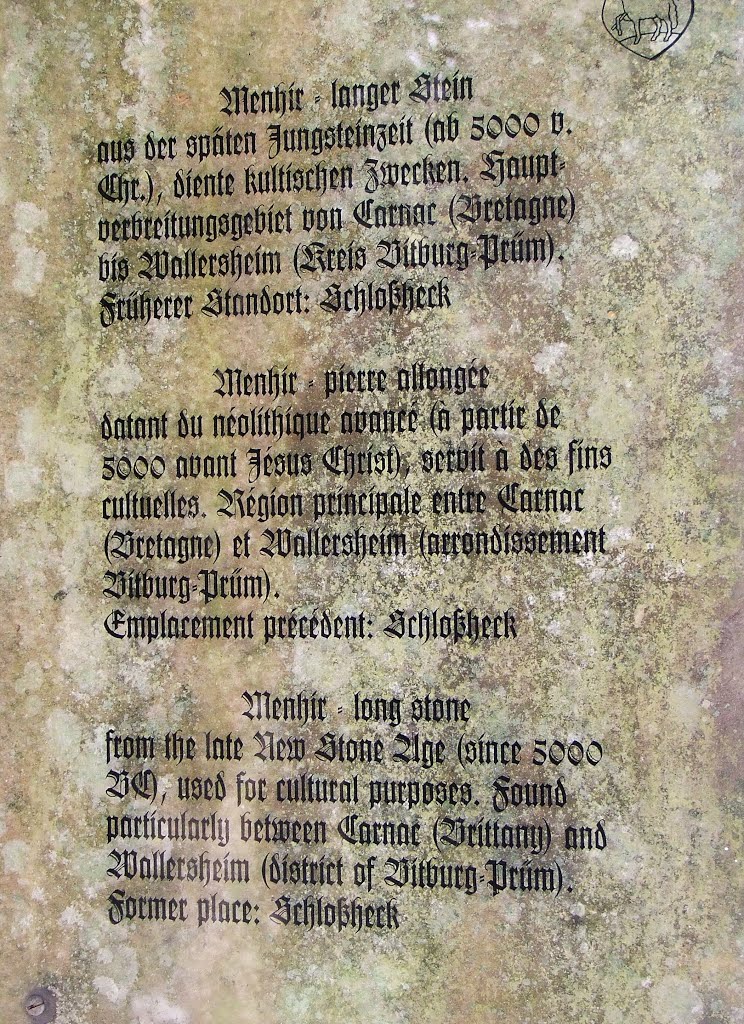 Menhir - langer Stein
aus der späten Jungsteinzeit (ab 5000 v.
Chr.), diente kultischen Zwecken. Haupt-
verbreitungsgebiet von Carnac (Bretagne)
bis Wallersheim (Kreis Bitburg-Prüm).
Früherer Standort: Schloßheck
Menhir - pierre allongée
datant du néolithique avancé (à partir de
5000 avant Jésus Christ), servit à des fins
cultuelles. Région principale entre Carnac
(Bretagne) et Wallersheim (arrondissement
Bitburg-Prüm).
Emplacement précédent: Schloßheck
Menhir - long stone
from the late New Stone Age (since 5000
BC), used for cultural purposes. Found
particularly between Carnac (Brittany) and
Wallersheim (district of Bitburg-Prüm).
Former place: Schloßheck